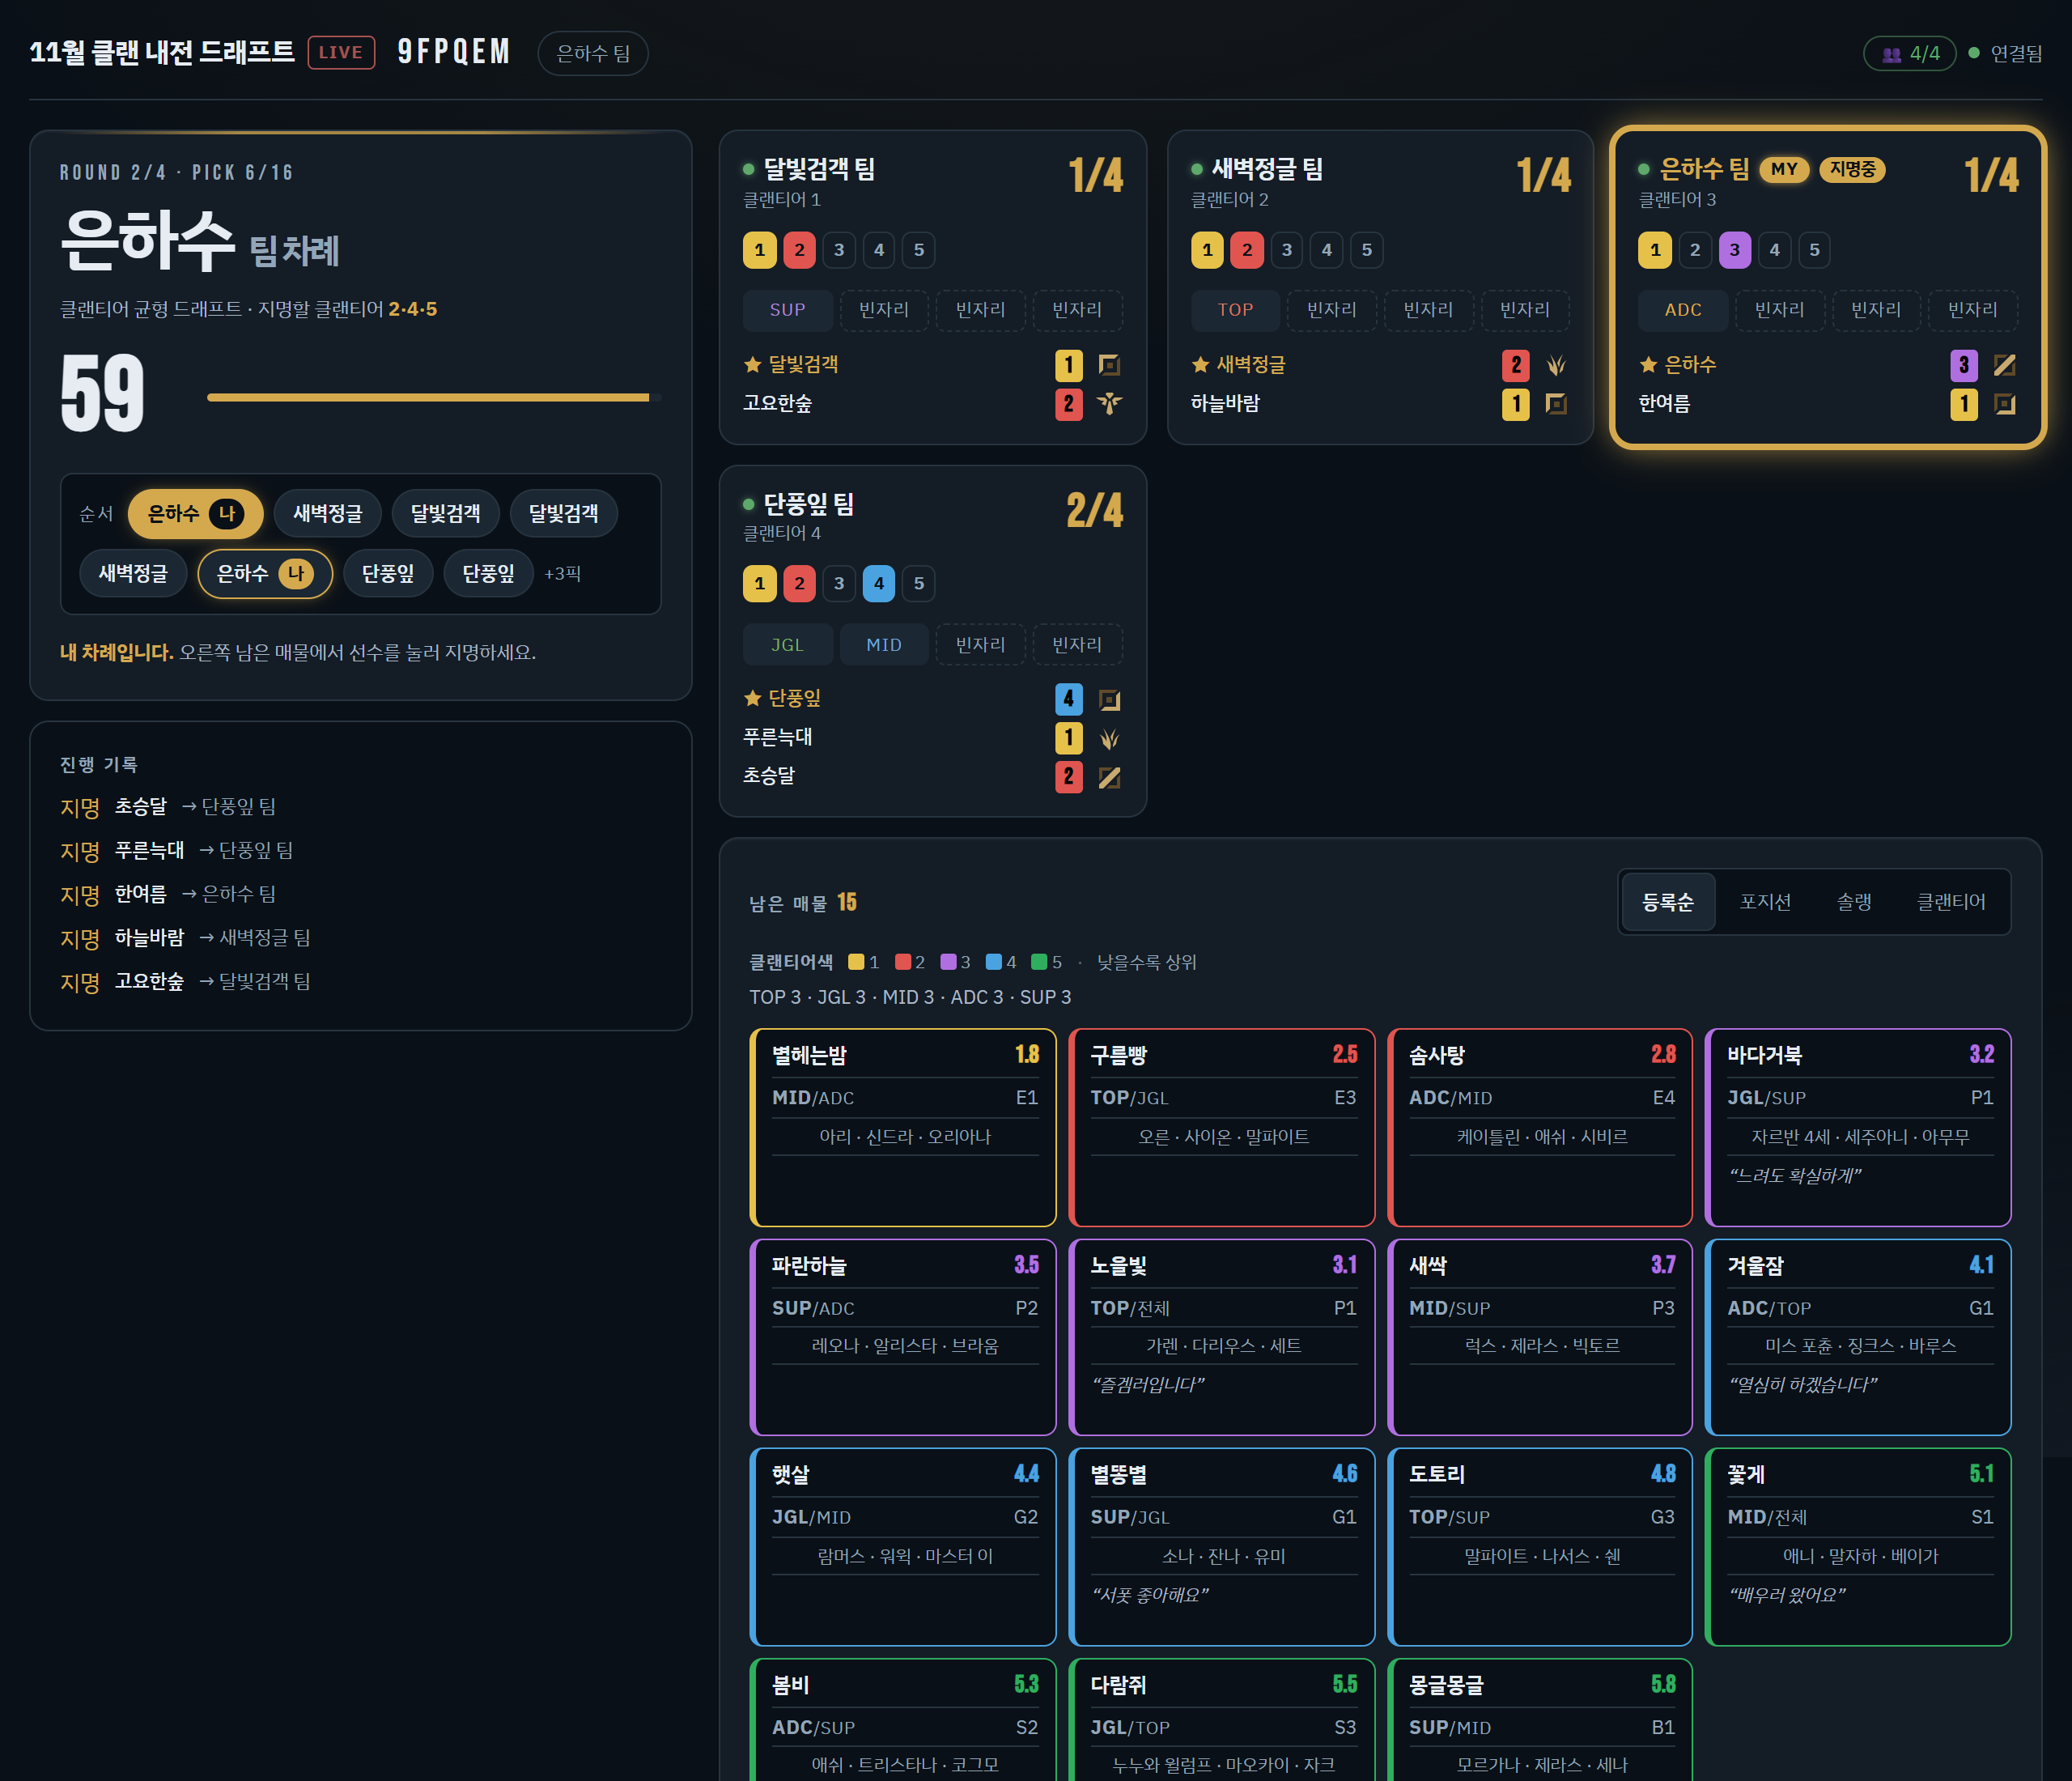 11월 클랜 내전 드래프트 LIVE 9FPQEM 은하수 팀
4/4 연결됨
ROUND 2/4 · PICK 6/16
은하수 팀 차례
클랜티어 균형 드래프트 · 지명할 클랜티어 2·4·5
59
순서 은하수 나 새벽정글 달빛검객 달빛검객
새벽정글 은하수 나 단풍잎 단풍잎 +3픽
내 차례입니다. 오른쪽 남은 매물에서 선수를 눌러 지명하세요.
진행 기록
지명 초승달 → 단풍잎 팀
지명 푸른늑대 → 단풍잎 팀
지명 한여름 → 은하수 팀
지명 하늘바람 → 새벽정글 팀
지명 고요한숲 → 달빛검객 팀
달빛검객 팀 1/4
클랜티어 1
1 2 3 4 5
SUP 빈자리 빈자리 빈자리
★ 달빛검객 1
고요한숲 2
새벽정글 팀 1/4
클랜티어 2
1 2 3 4 5
TOP 빈자리 빈자리 빈자리
★ 새벽정글 2
하늘바람 1
은하수 팀 MY 지명중 1/4
클랜티어 3
1 2 3 4 5
ADC 빈자리 빈자리 빈자리
★ 은하수 3
한여름 1
단풍잎 팀 2/4
클랜티어 4
1 2 3 4 5
JGL MID 빈자리 빈자리
★ 단풍잎 4
푸른늑대 1
초승달 2
남은 매물 15
등록순 포지션 솔랭 클랜티어
클랜티어색 1 2 3 4 5 · 낮을수록 상위
TOP 3 · JGL 3 · MID 3 · ADC 3 · SUP 3
별헤는밤 1.8
MID/ADC E1
아리 · 신드라 · 오리아나
구름빵 2.5
TOP/JGL E3
오른 · 사이온 · 말파이트
솜사탕 2.8
ADC/MID E4
케이틀린 · 애쉬 · 시비르
바다거북 3.2
JGL/SUP P1
자르반 4세 · 세주아니 · 아무무
“느려도 확실하게”
파란하늘 3.5
SUP/ADC P2
레오나 · 알리스타 · 브라움
노을빛 3.1
TOP/전체 P1
가렌 · 다리우스 · 세트
“즐겜러입니다”
새싹 3.7
MID/SUP P3
럭스 · 제라스 · 빅토르
겨울잠 4.1
ADC/TOP G1
미스 포츈 · 징크스 · 바루스
“열심히 하겠습니다”
햇살 4.4
JGL/MID G2
람머스 · 워윅 · 마스터 이
별똥별 4.6
SUP/JGL G1
소나 · 잔나 · 유미
“서폿 좋아해요”
도토리 4.8
TOP/SUP G3
말파이트 · 나서스 · 쉔
꽃게 5.1
MID/전체 S1
애니 · 말자하 · 베이가
“배우러 왔어요”
봄비 5.3
ADC/SUP S2
애쉬 · 트리스타나 · 코그모
다람쥐 5.5
JGL/TOP S3
누누와 윌럼프 · 마오카이 · 자크
몽글몽글 5.8
SUP/MID B1
모르가나 · 제라스 · 세나